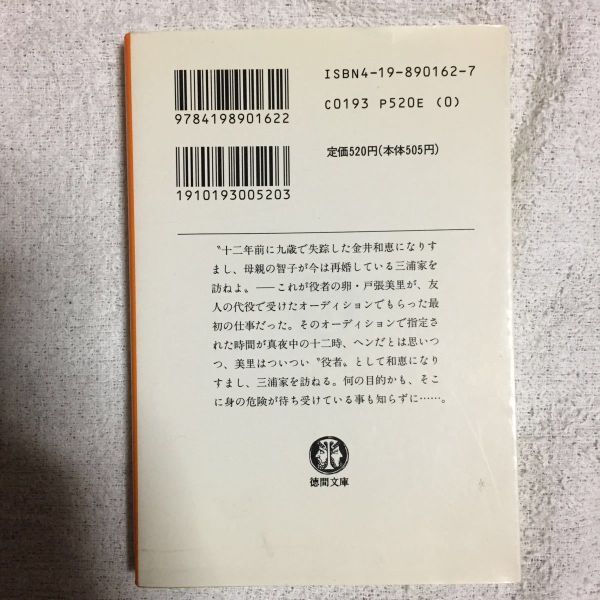 ISBN4-19-890162-7
C0193 P520E (0)
9784198901622
定価520円(本体505円)
1910193005203
〝十二年前に九歳で失踪した金井和恵になりす
まし、母親の智子が今は再婚している三浦家を
訪ねよ。──これが役者の卵・戸張美里が、友
人の代役で受けたオーディションでもらった最
初の仕事だった。そのオーディションで指定さ
れた時間が真夜中の十二時、ヘンだとは思いつ
つ、美里はついつい〝役者〟として和恵になり
すまし、三浦家を訪ねる。何の目的かも、そこ
に身の危険が待ち受けている事も知らずに……。
徳間文庫